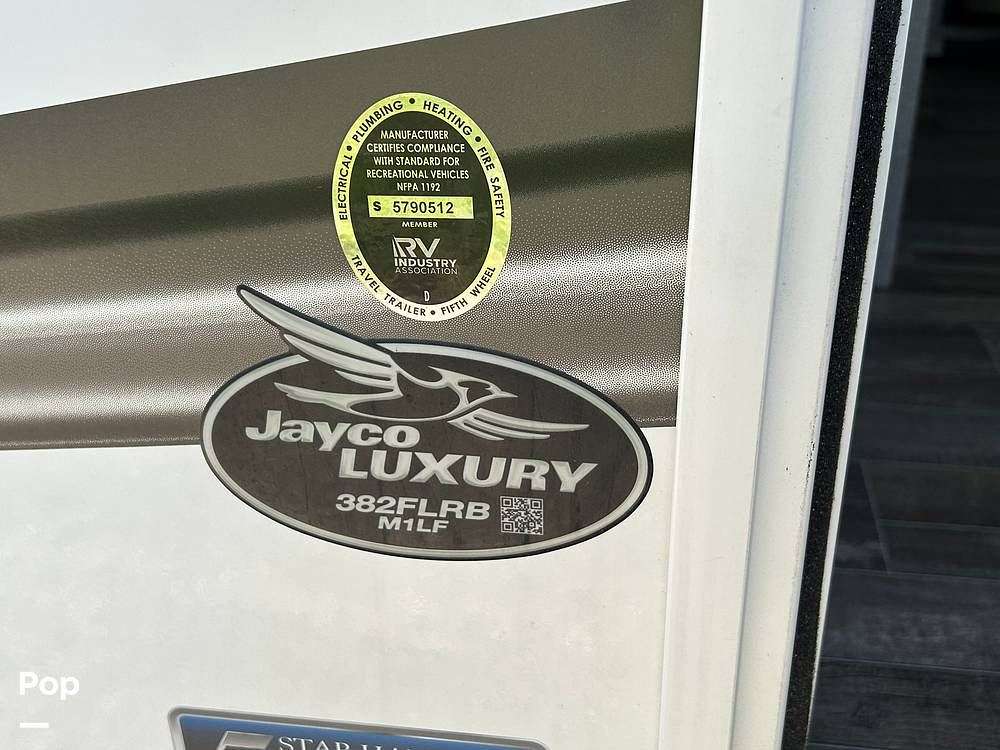 ELECTRICAL • PLUMBING • HEATING • FIRE SAFETY
MANUFACTURER
CERTIFIES COMPLIANCE
WITH STANDARD FOR
RECREATIONAL VEHICLES
NFPA 1192
S 5790512
MEMBER
RV
INDUSTRY
ASSOCIATION
D
TRAVEL TRAILER • FIFTH WHEEL
Jayco
LUXURY
382FLRB
M1LF
Pop
STAR